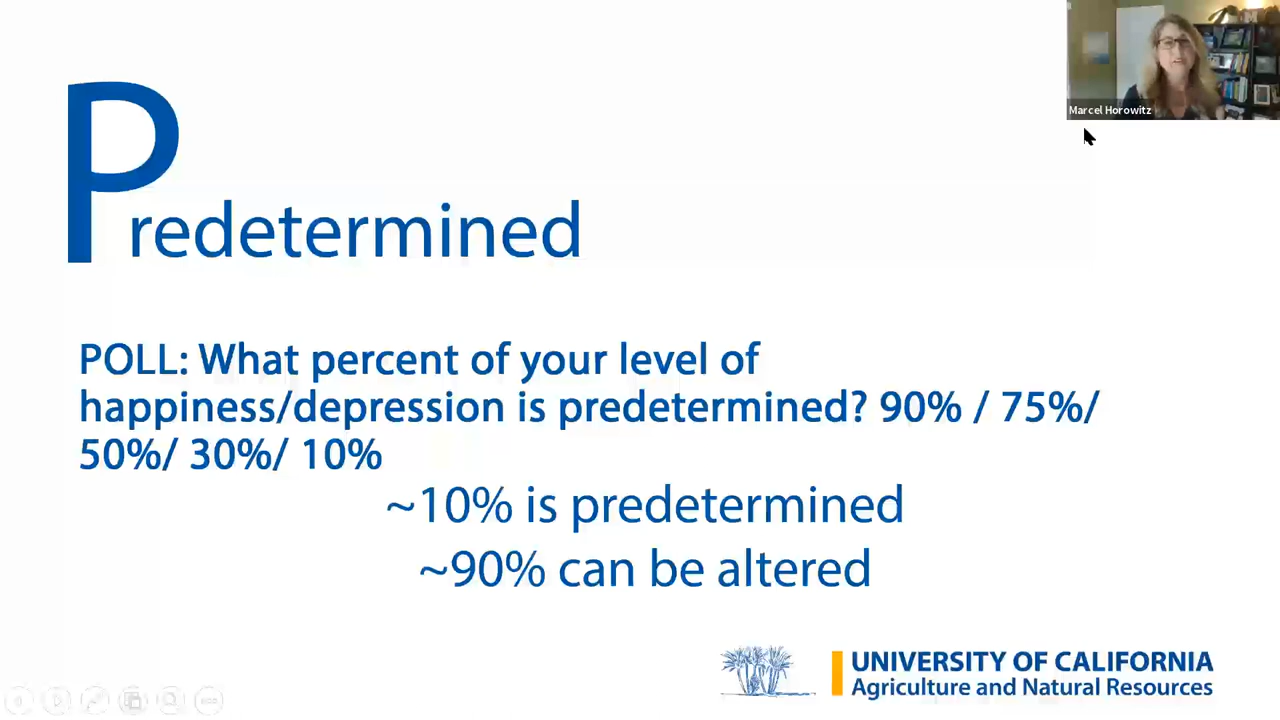 Marcel Horowitz
Predetermined
POLL: What percent of your level of
happiness/depression is predetermined? 90% / 75%/
50%/ 30%/ 10%
~10% is predetermined
~90% can be altered
UNIVERSITY OF CALIFORNIA
Agriculture and Natural Resources